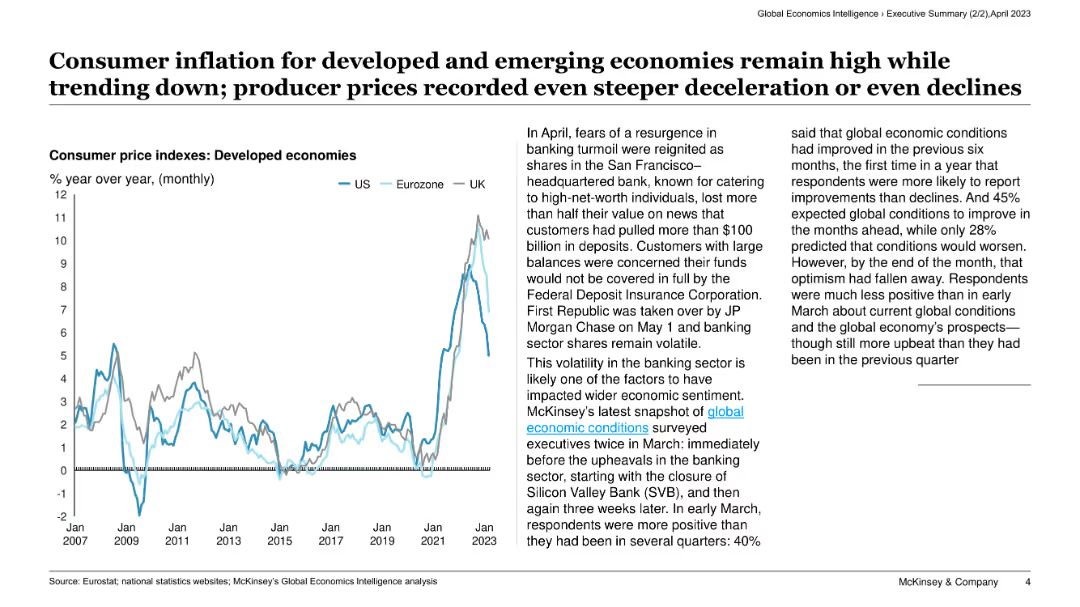 Global Economics Intelligence › Executive Summary (2/2),April 2023
Consumer inflation for developed and emerging economies remain high while
trending down; producer prices recorded even steeper deceleration or even declines
Consumer price indexes: Developed economies
% year over year, (monthly)
US
Eurozone
UK
12
11
10
9
8
7
6
5
4
3
2
1
0
-1
-2
Jan
2007
Jan
2009
Jan
2011
Jan
2013
Jan
2015
Jan
2017
Jan
2019
Jan
2021
Jan
2023
In April, fears of a resurgence in
banking turmoil were reignited as
shares in the San Francisco–
headquartered bank, known for catering
to high-net-worth individuals, lost more
than half their value on news that
customers had pulled more than $100
billion in deposits. Customers with large
balances were concerned their funds
would not be covered in full by the
Federal Deposit Insurance Corporation.
First Republic was taken over by JP
Morgan Chase on May 1 and banking
sector shares remain volatile.
This volatility in the banking sector is
likely one of the factors to have
impacted wider economic sentiment.
McKinsey's latest snapshot of global
economic conditions surveyed
executives twice in March: immediately
before the upheavals in the banking
sector, starting with the closure of
Silicon Valley Bank (SVB), and then
again three weeks later. In early March,
respondents were more positive than
they had been in several quarters: 40%
said that global economic conditions
had improved in the previous six
months, the first time in a year that
respondents were more likely to report
improvements than declines. And 45%
expected global conditions to improve in
the months ahead, while only 28%
predicted that conditions would worsen.
However, by the end of the month, that
optimism had fallen away. Respondents
were much less positive than in early
March about current global conditions
and the global economy's prospects—
though still more upbeat than they had
been in the previous quarter
Source: Eurostat; national statistics websites; McKinsey's Global Economics Intelligence analysis
McKinsey & Company
4